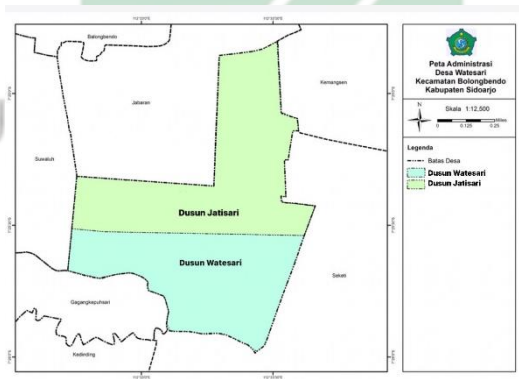 Peta Administrasi
Desa Watesari
Kecamatan Bolongbendo
Kabupaten Sidoarjo
N
Skala 1:12,500
Miles
0 0.125 0.25
Legenda
Batas Desa
Dusun Watesari
Dusun Jatisari
Balongbendo
Jabaran
Kemangsen
Suwaluh
Dusun Jatisari
Dusun Watesari
Seketi
Gagangkepuhsari
Kedinding